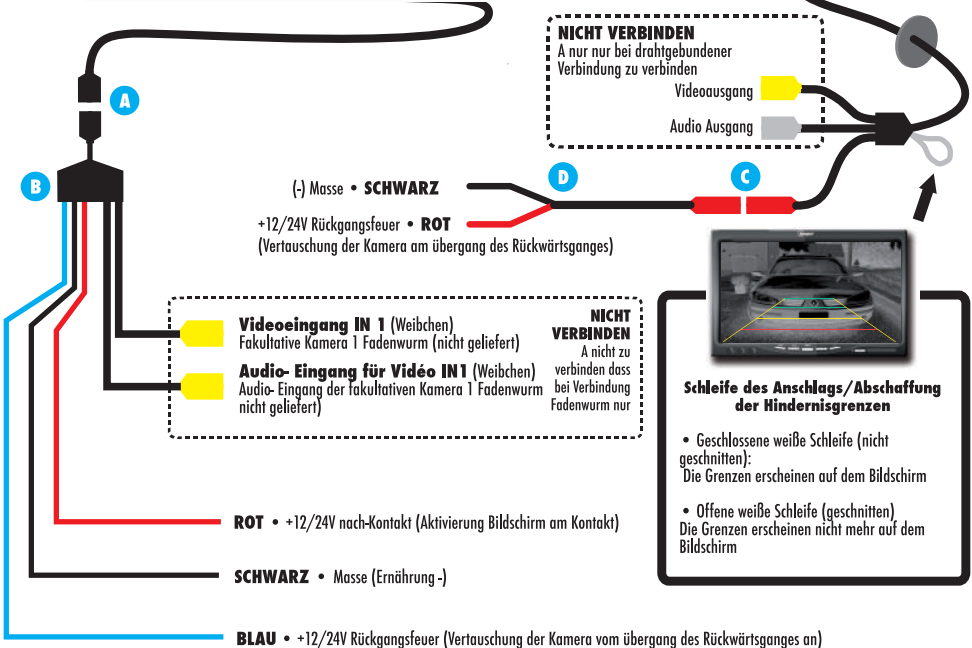 NICHT VERBINDEN
A nur nur bei drahtgebundener
Verbindung zu verbinden
Videoausgang
Audio Ausgang
A
B
D
C
(-) Masse • SCHWARZ
+12/24V Rückgangsfeuer • ROT
(Vertauschung der Kamera am übergang des Rückwärtsganges)
Videoeingang IN 1 (Weibchen)
Fakultative Kamera 1 Fadenwurm (nicht geliefert)
Audio- Eingang für Vidéo IN1 (Weibchen)
Audio- Eingang der fakultativen Kamera 1 Fadenwurm
nicht geliefert)
NICHT
VERBINDEN
A nicht zu
verbinden dass
bei Verbindung
Fadenwurm nur
Schleife des Anschlags/Abschaffung
der Hindernisgrenzen
• Geschlossene weiße Schleife (nicht
geschnitten):
Die Grenzen erscheinen auf dem Bildschirm
• Offene weiße Schleife (geschnitten)
Die Grenzen erscheinen nicht mehr auf dem
Bildschirm
ROT • +12/24V nach-Kontakt (Aktivierung Bildschirm am Kontakt)
SCHWARZ • Masse (Ernährung -)
BLAU • +12/24V Rückgangsfeuer (Vertauschung der Kamera vom übergang des Rückwärtsganges an)